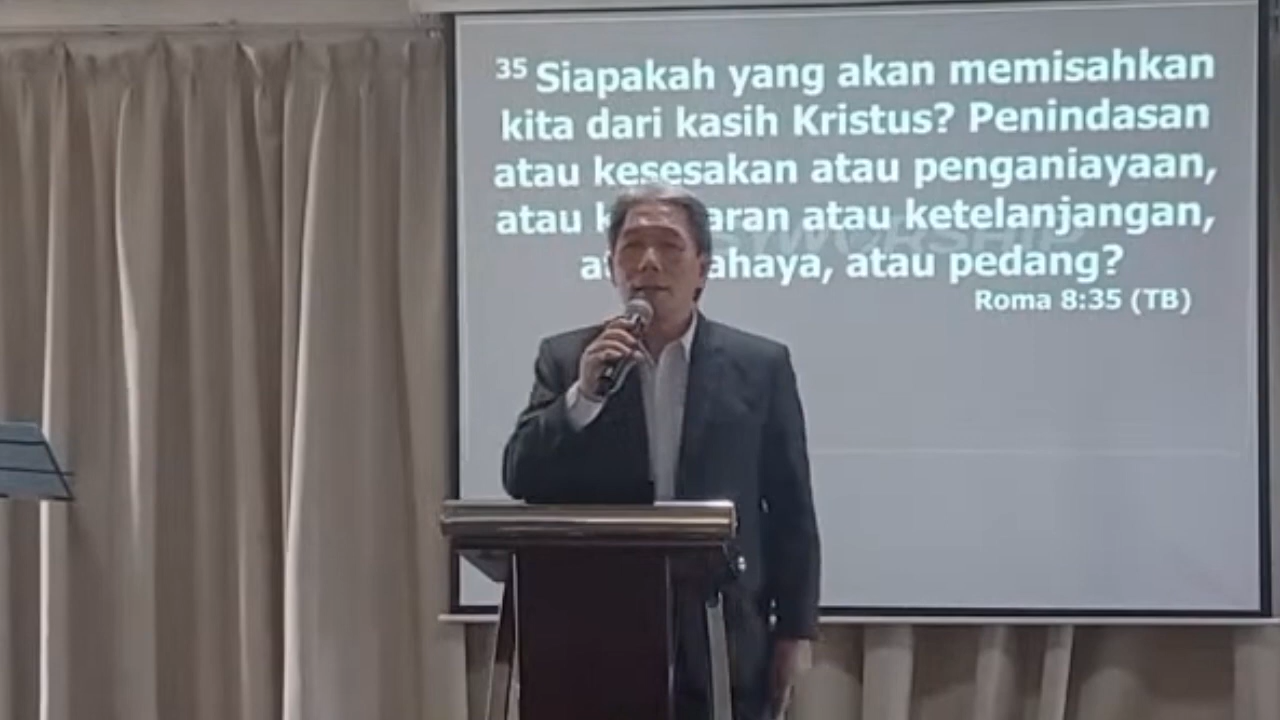 35 Siapakah yang akan memisahkan
kita dari kasih Kristus? Penindasan
atau kesesakan atau penganiayaan,
atau atau ketelanjangan,
atau pedang?
Roma 8:35 (TB)